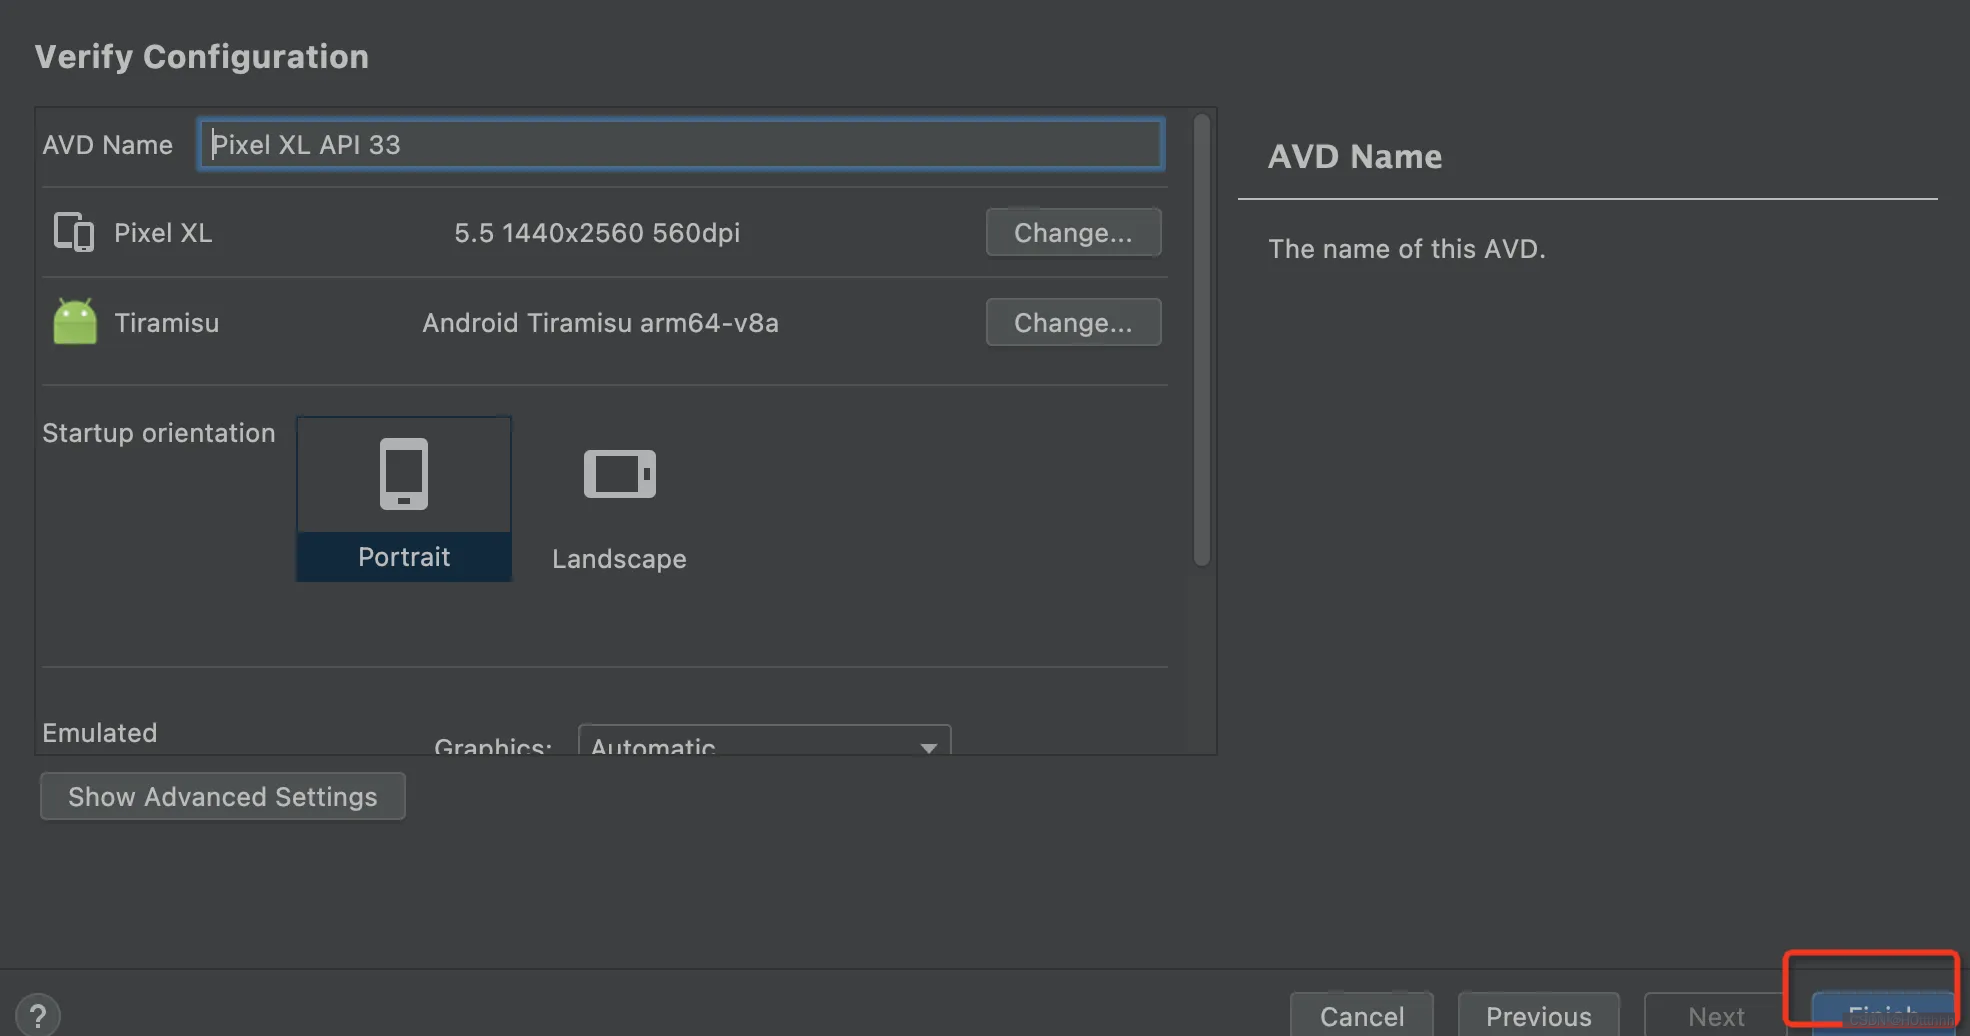 Verify Configuration
AVD Name
Pixel XL API 33
Pixel XL
5.5 1440x2560 560dpi
Change...
Tiramisu
Android Tiramisu arm64-v8a
Change...
Startup orientation
Portrait
Landscape
Emulated
Graphics:
Automatic
Show Advanced Settings
AVD Name
The name of this AVD.
?
Cancel
Previous
Next
Finish